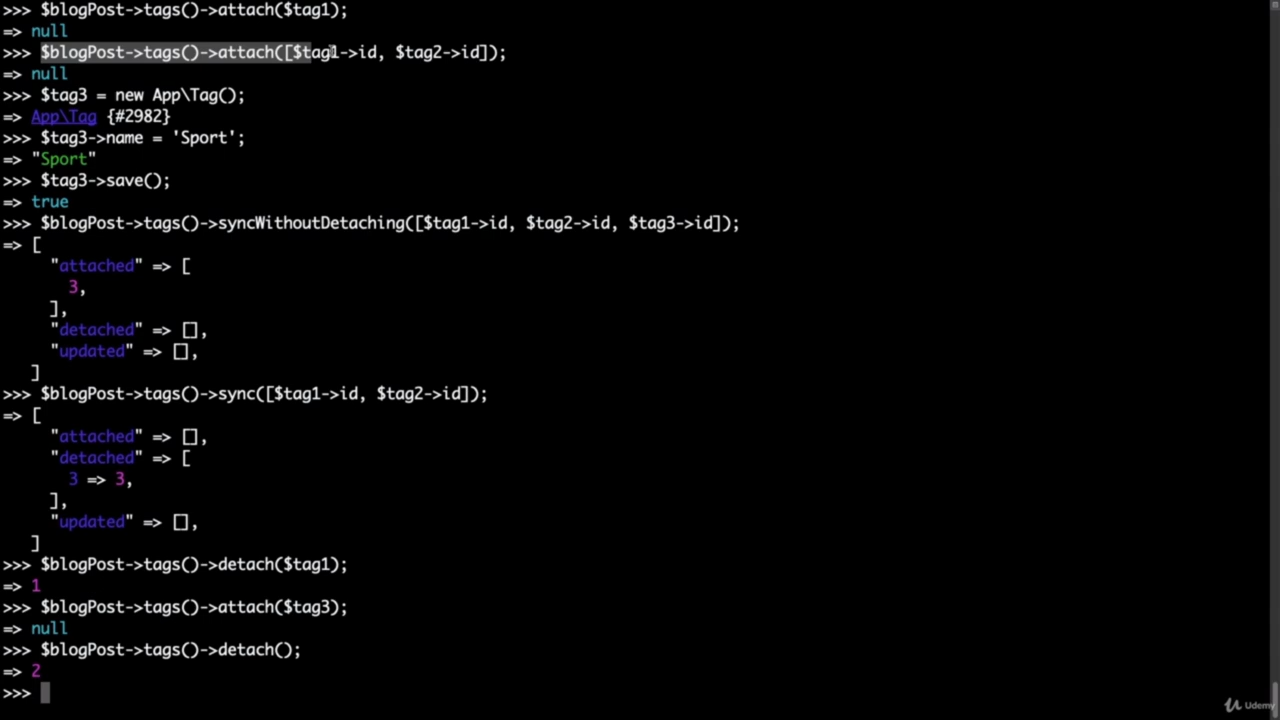 >>> $blogPost->tags()->attach($tag1);
=> null
>>> $blogPost->tags()->attach([$tag1->id, $tag2->id]);
=> null
>>> $tag3 = new App\Tag();
=> App\Tag {#2982}
>>> $tag3->name = 'Sport';
=> "Sport"
>>> $tag3->save();
=> true
>>> $blogPost->tags()->syncWithoutDetaching([$tag1->id, $tag2->id, $tag3->id]);
=> [
     "attached" => [
       3,
     ],
     "detached" => [],
     "updated" => [],
   ]
>>> $blogPost->tags()->sync([$tag1->id, $tag2->id]);
=> [
     "attached" => [],
     "detached" => [
       3 => 3,
     ],
     "updated" => [],
   ]
>>> $blogPost->tags()->detach($tag1);
=> 1
>>> $blogPost->tags()->attach($tag3);
=> null
>>> $blogPost->tags()->detach();
=> 2
>>>
Udemy